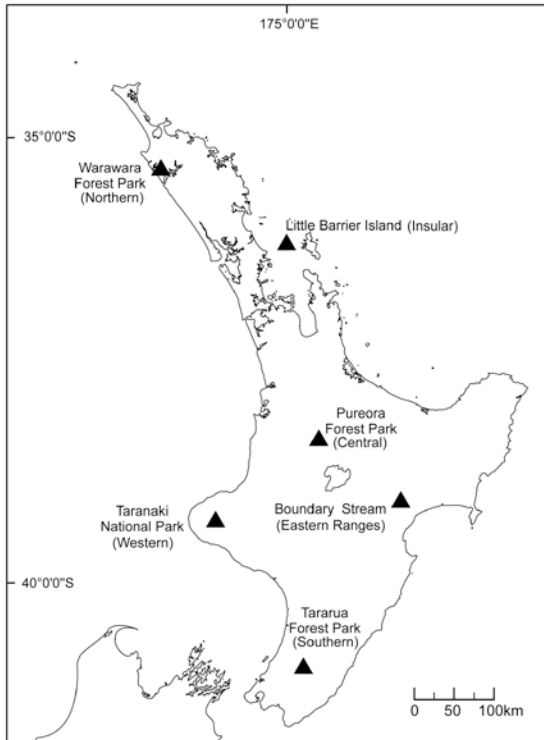 175°0'0"E
35°0'0"S
Warawara
Forest Park
(Northern)
Little Barrier Island (Insular)
Pureora
Forest Park
(Central)
Taranaki
National Park
(Western)
Boundary Stream
(Eastern Ranges)
40°0'0"S
Tararua
Forest Park
(Southern)
0 50 100km